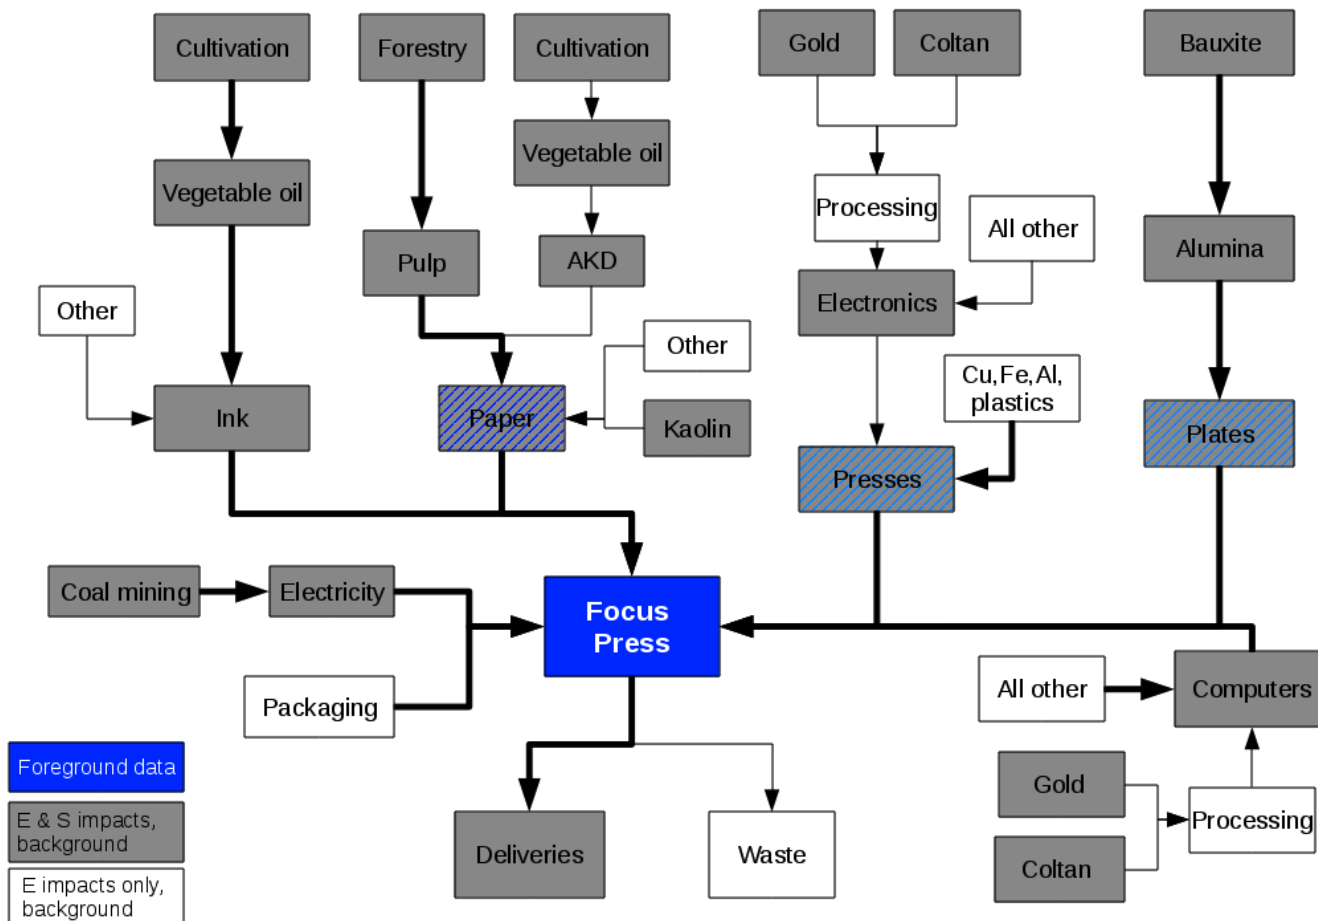 Cultivation
Forestry
Cultivation
Gold
Coltan
Bauxite
Vegetable oil
Vegetable oil
Processing
All other
Pulp
AKD
Alumina
Other
Electronics
Other
Cu,Fe,Al,
plastics
Ink
Paper
Kaolin
Presses
Plates
Coal mining
Electricity
Focus
Press
Packaging
All other
Computers
Foreground data
Gold
E & S impacts,
background
Deliveries
Waste
Processing
Coltan
E impacts only,
background